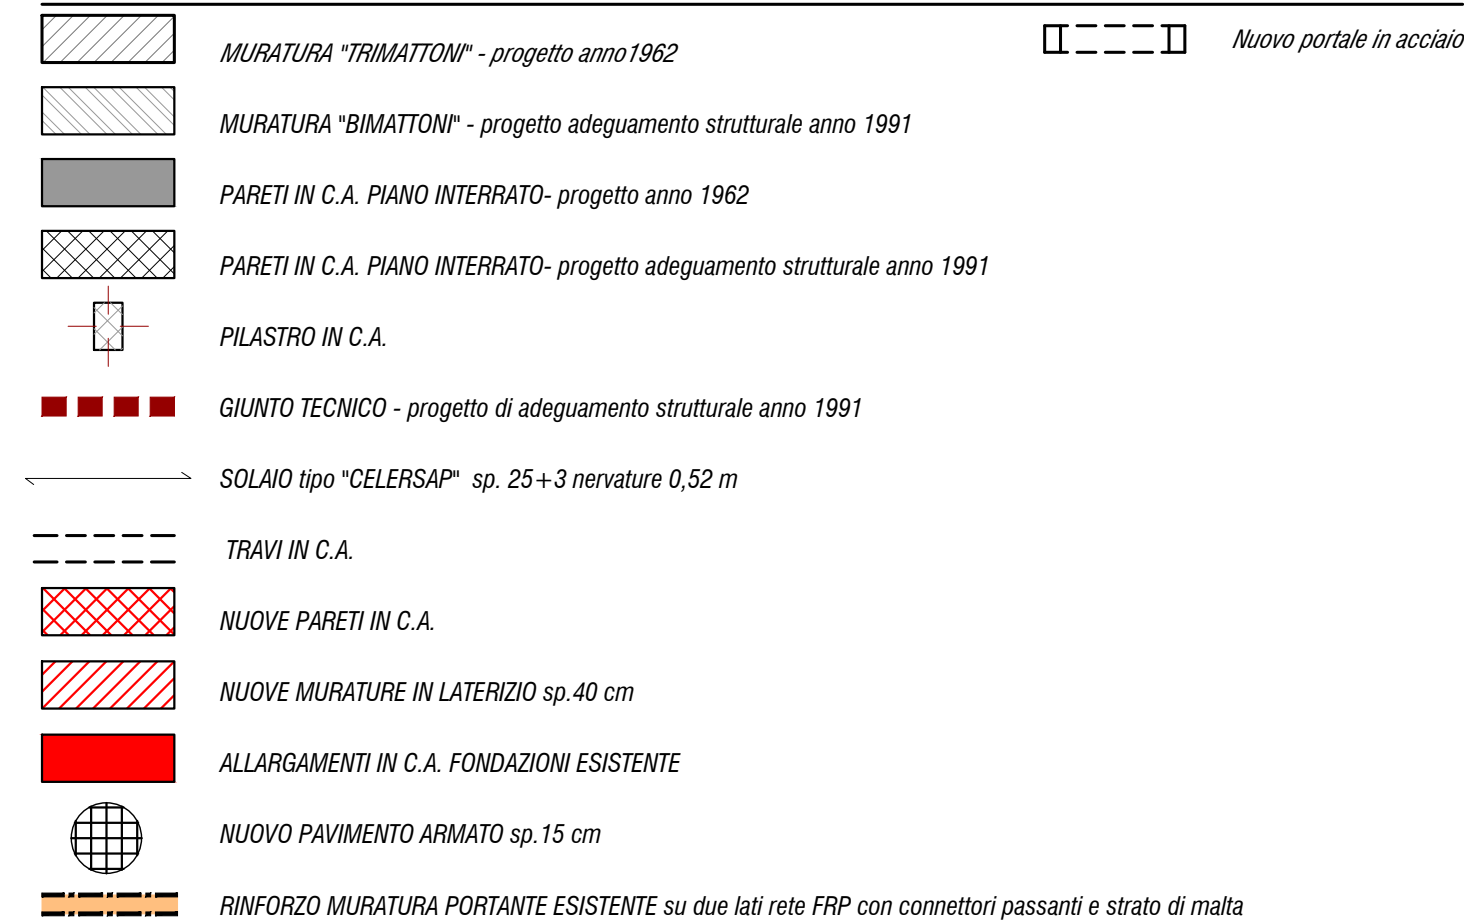 MURATURA "TRIMATTONI" - progetto anno1962
Nuovo portale in acciaio
MURATURA "BIMATTONI" - progetto adeguamento strutturale anno 1991
PARETI IN C.A. PIANO INTERRATO- progetto anno 1962
PARETI IN C.A. PIANO INTERRATO- progetto adeguamento strutturale anno 1991
PILASTRO IN C.A.
GIUNTO TECNICO - progetto di adeguamento strutturale anno 1991
SOLAIO tipo "CELERSAP" sp. 25+3 nervature 0,52 m
TRAVI IN C.A.
NUOVE PARETI IN C.A.
NUOVE MURATURE IN LATERIZIO sp.40 cm
ALLARGAMENTI IN C.A. FONDAZIONI ESISTENTE
NUOVO PAVIMENTO ARMATO sp.15 cm
RINFORZO MURATURA PORTANTE ESISTENTE su due lati rete FRP con connettori passanti e strato di malta